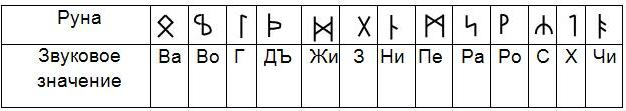 Руна ᛟ Ъ ᛚ ᚦ ᛞ ᚷ ᚿ ᛗ ᛋ ᚹ ጠ ᛐ ᚬ
Звуковое Ва Во Г ДЪ Жи З Ни Пе Ра Ро С Х Чи
значение